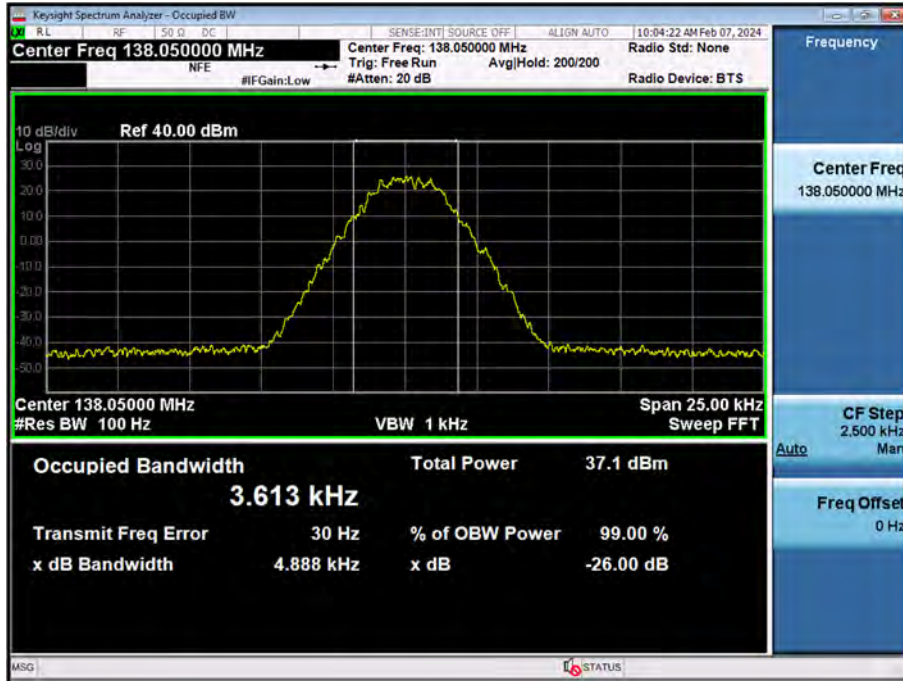 Keysight Spectrum Analyzer - Occupied BW
RL RF 50 Ω DC SENSE:INT SOURCE OFF ALIGN AUTO 10:04:22 AM Feb 07, 2024
Center Freq 138.050000 MHz
NFE
#IFGain:Low
Center Freq: 138.050000 MHz
Trig: Free Run Avg|Hold: 200/200
#Atten: 20 dB
Radio Std: None
Radio Device: BTS
10 dB/div Ref 40.00 dBm
Log
30.0
20.0
10.0
0.00
-10.0
-20.0
-30.0
-40.0
-50.0
Center 138.05000 MHz Span 25.00 kHz
#Res BW 100 Hz VBW 1 kHz Sweep FFT
Occupied Bandwidth Total Power 37.1 dBm
3.613 kHz
Transmit Freq Error 30 Hz % of OBW Power 99.00 %
x dB Bandwidth 4.888 kHz x dB -26.00 dB
Frequency
Center Freq
138.050000 MHz
CF Step
2.500 kHz
Auto Man
Freq Offset
0 Hz
MSG STATUS